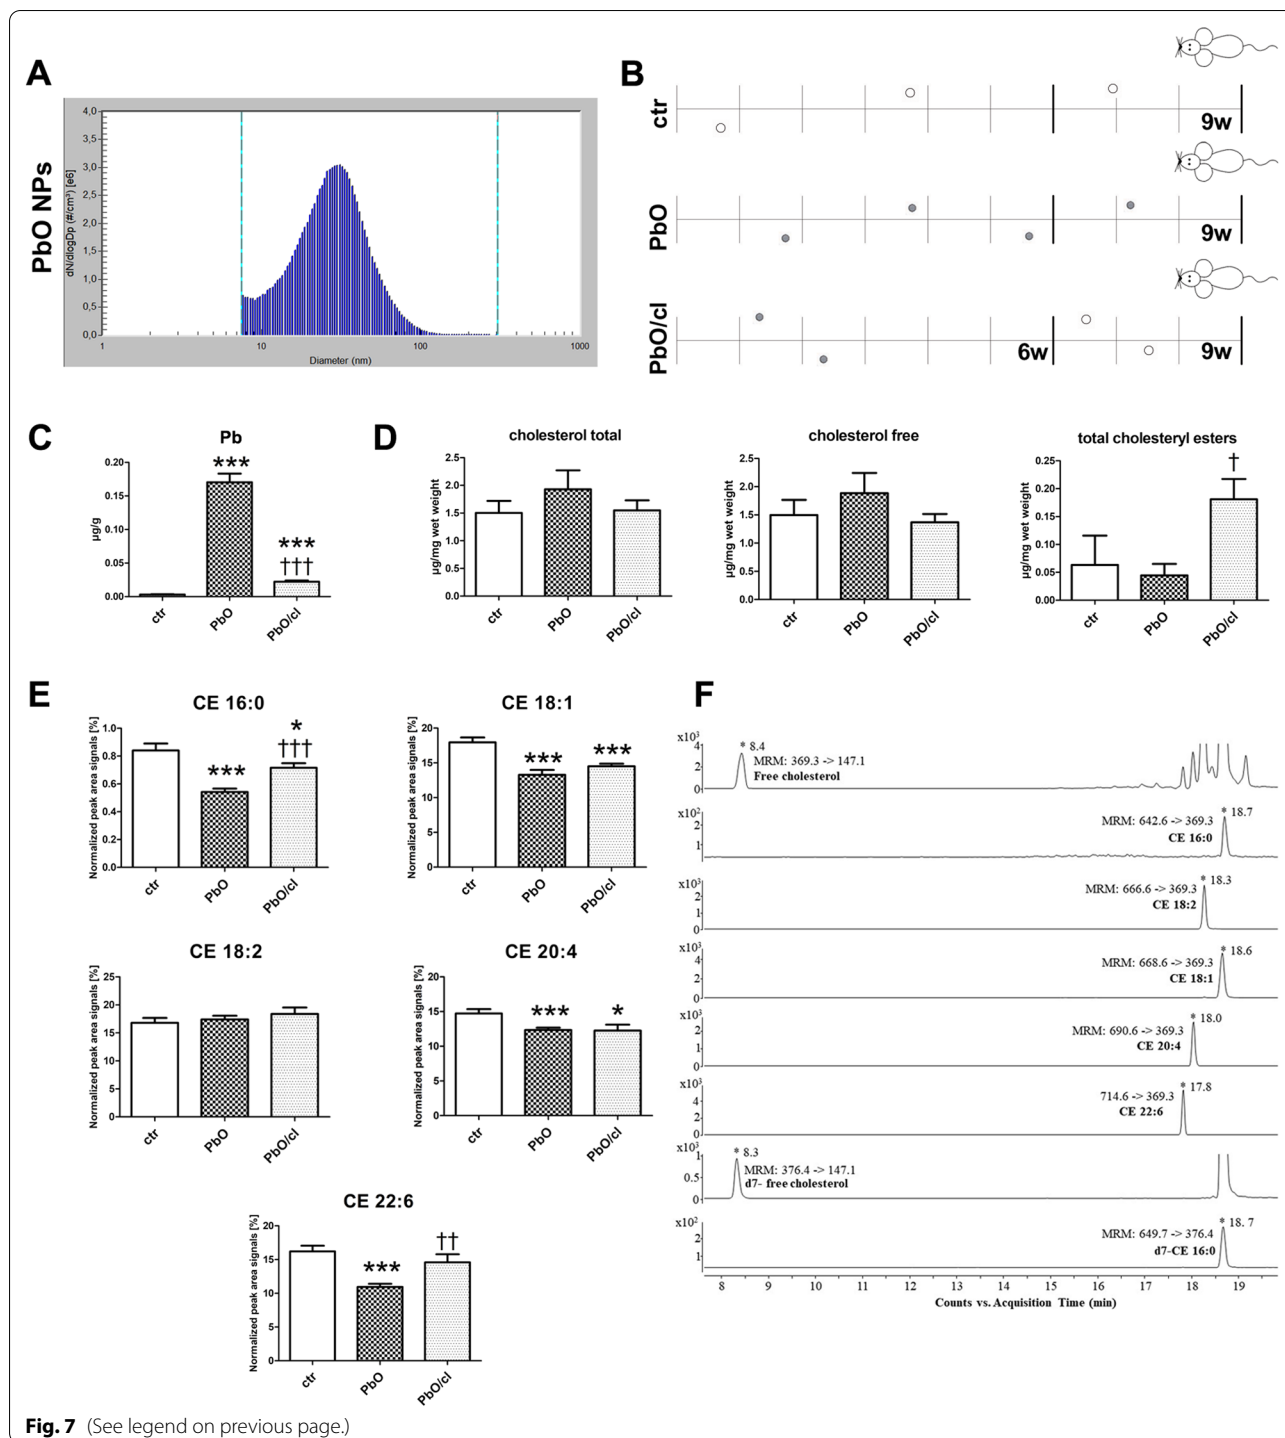 A
PbO NPs
dN/dlogDp (#/cm³) [e6]
4,0
3,5
3,0
2,5
2,0
1,5
1,0
0,5
0,0
1
10
100
1000
Diameter (nm)
B
ctr
9w
PbO
9w
PbO/cl
6w
9w
C
Pb
µg/g
0.20
0.15
0.10
0.05
0.00
***
***
†††
ctr
PbO
PbO/cl
D
cholesterol total
µg/mg wet weight
2.5
2.0
1.5
1.0
0.5
0.0
ctr
PbO
PbO/cl
cholesterol free
µg/mg wet weight
2.5
2.0
1.5
1.0
0.5
0.0
ctr
PbO
PbO/cl
total cholesteryl esters
µg/mg wet weight
0.25
0.20
0.15
0.10
0.05
0.00
†
ctr
PbO
PbO/cl
E
CE 16:0
Normalized peak area signals [%]
1.0
0.8
0.6
0.4
0.2
0.0
***
*
†††
ctr
PbO
PbO/cl
CE 18:1
Normalized peak area signals [%]
20
15
10
5
0
***
***
ctr
PbO
PbO/cl
CE 18:2
Normalized peak area signals [%]
25
20
15
10
5
0
ctr
PbO
PbO/cl
CE 20:4
Normalized peak area signals [%]
20
15
10
5
0
***
*
ctr
PbO
PbO/cl
CE 22:6
Normalized peak area signals [%]
20
15
10
5
0
***
††
ctr
PbO
PbO/cl
F
x10³
4
2
0
* 8.4
MRM: 369.3 -> 147.1
Free cholesterol
x10²
2
1
* 18.7
MRM: 642.6 -> 369.3
CE 16:0
x10³
2
1
0
* 18.3
MRM: 666.6 -> 369.3
CE 18:2
x10³
4
2
0
* 18.6
MRM: 668.6 -> 369.3
CE 18:1
x10³
2
1
0
* 18.0
MRM: 690.6 -> 369.3
CE 20:4
x10³
4
2
0
* 17.8
714.6 -> 369.3
CE 22:6
x10³
1
0.5
0
* 8.3
MRM: 376.4 -> 147.1
d7- free cholesterol
x10²
2
1
* 18. 7
MRM: 649.7 -> 376.4
d7-CE 16:0
8 9 10 11 12 13 14 15 16 17 18 19
Counts vs. Acquisition Time (min)
Fig. 7 (See legend on previous page.)